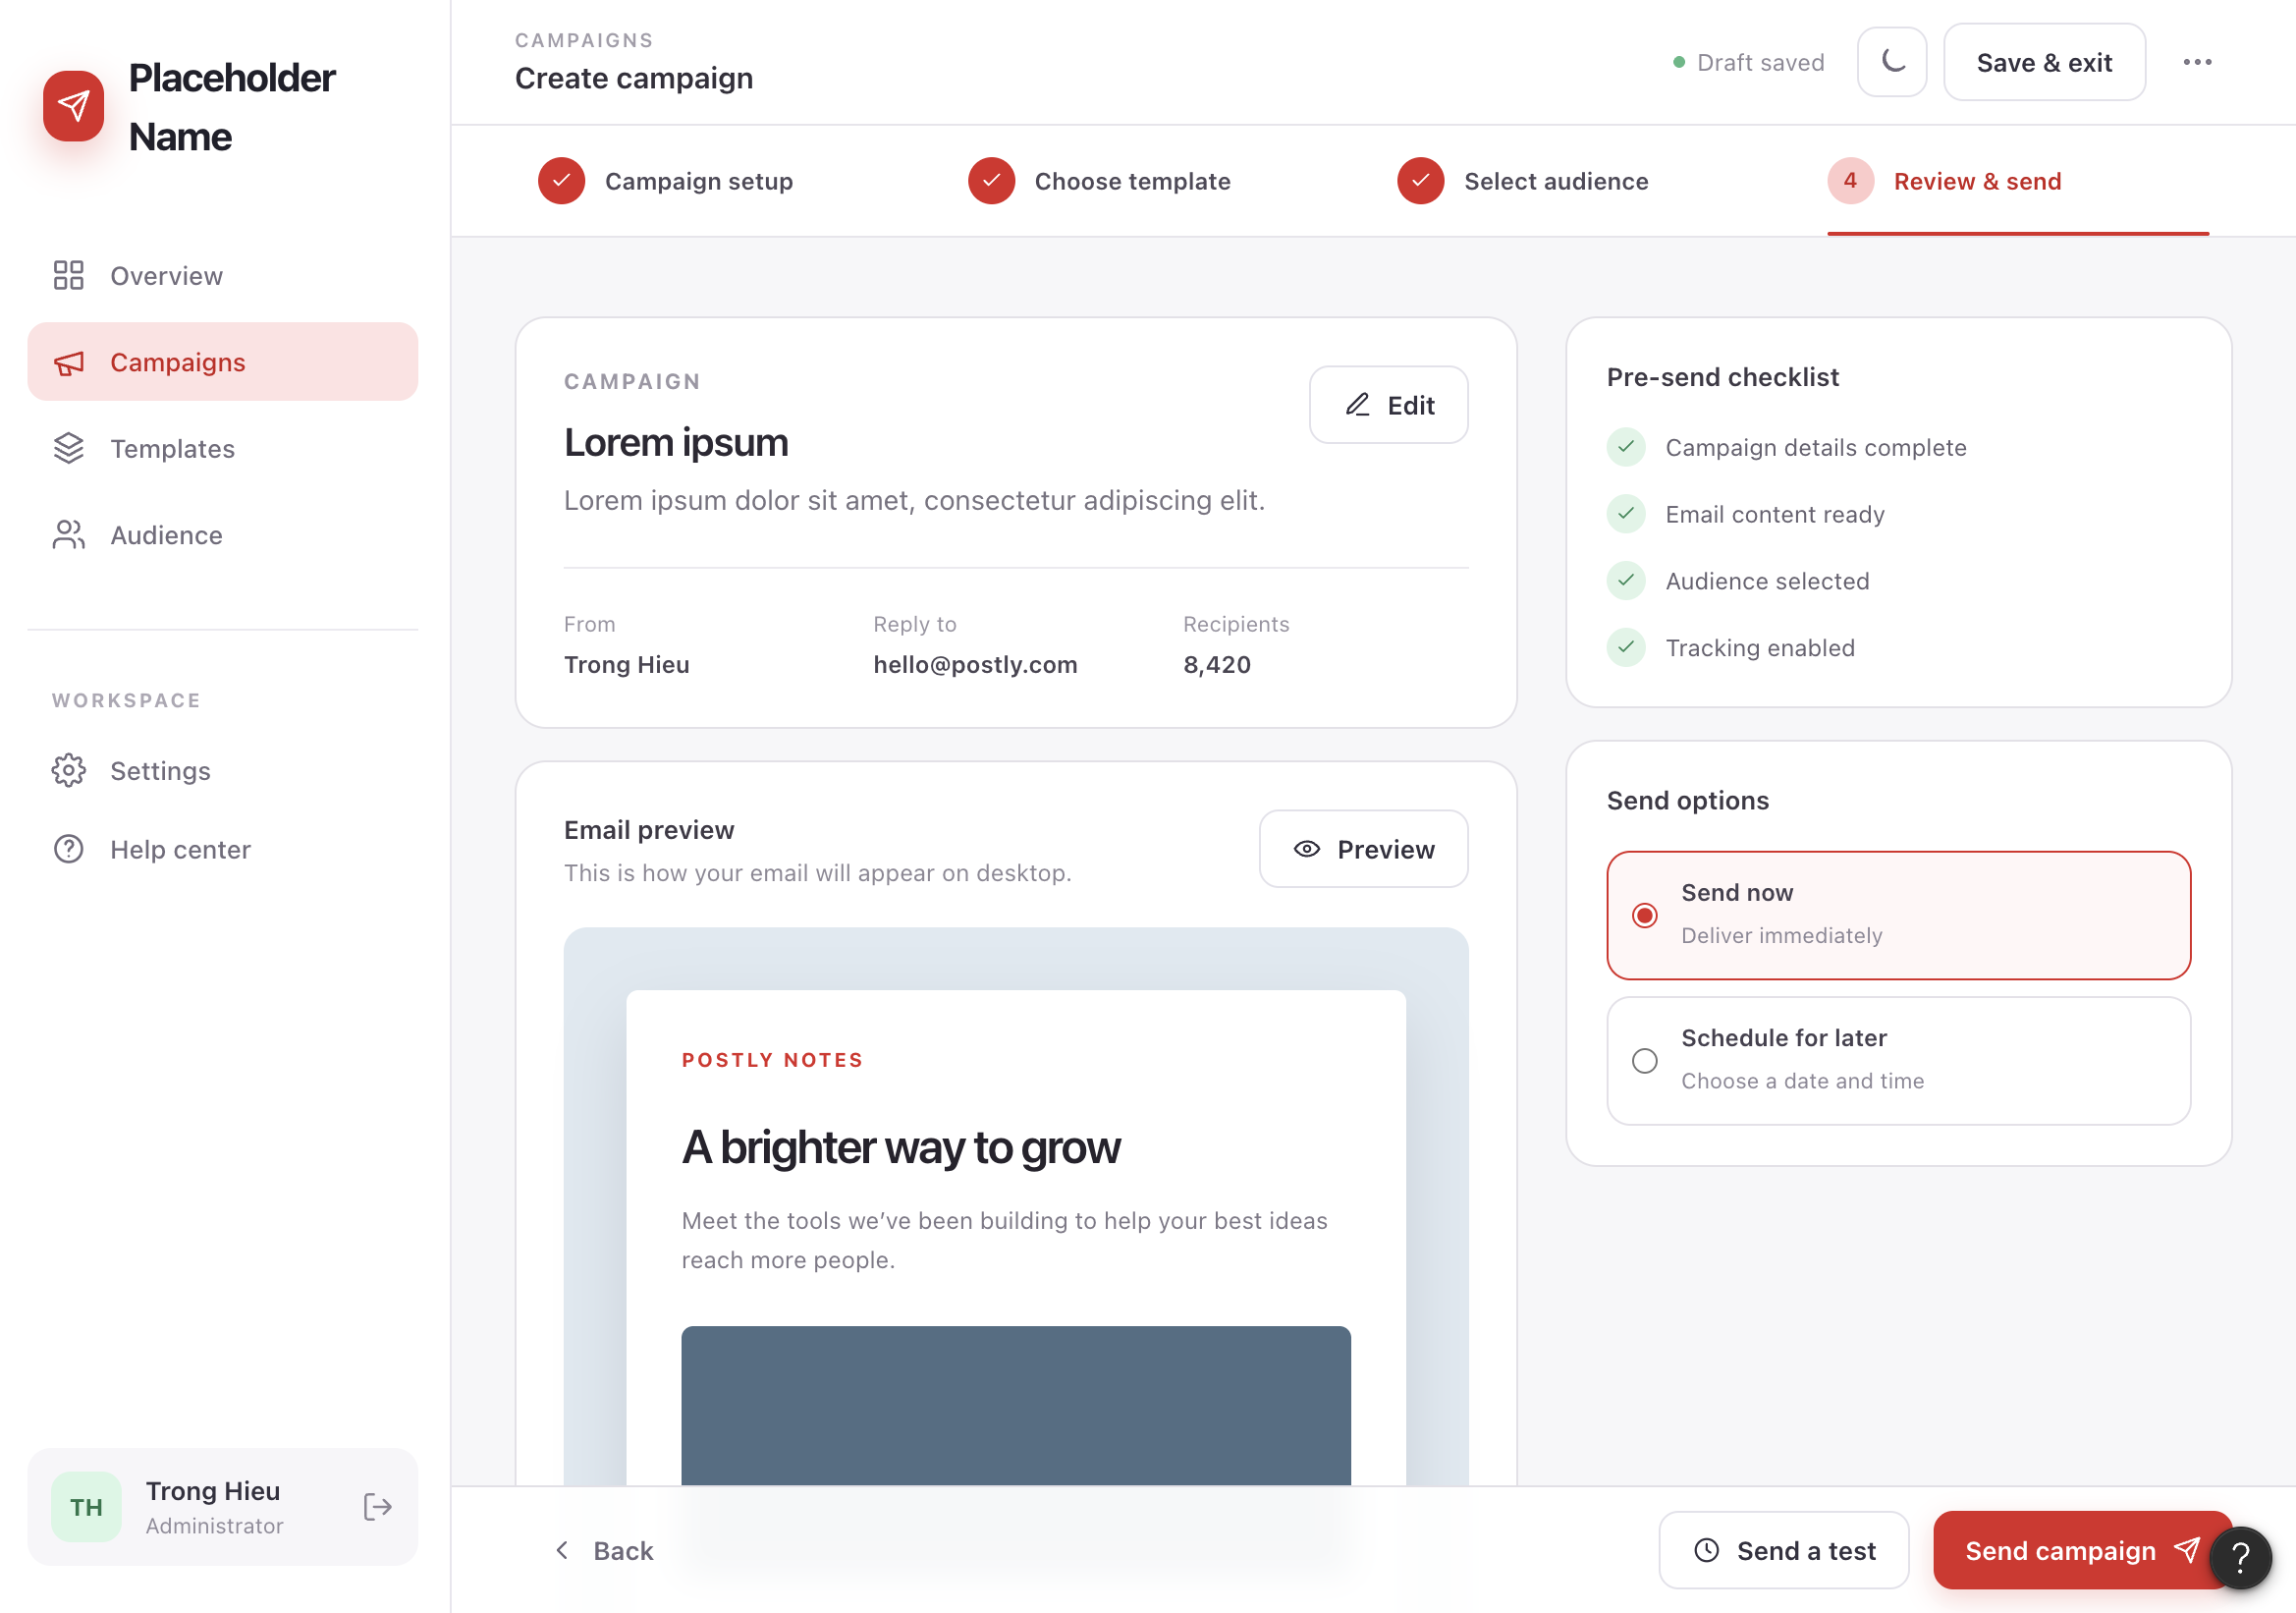 Placeholder
Name
Overview
Campaigns
Templates
Audience
WORKSPACE
Settings
Help center
TH
Trong Hieu
Administrator
CAMPAIGNS
Create campaign
Draft saved
Save & exit
Campaign setup
Choose template
Select audience
4
Review & send
CAMPAIGN
Lorem ipsum
Lorem ipsum dolor sit amet, consectetur adipiscing elit.
Edit
From
Trong Hieu
Reply to
hello@postly.com
Recipients
8,420
Email preview
This is how your email will appear on desktop.
Preview
POSTLY NOTES
A brighter way to grow
Meet the tools we’ve been building to help your best ideas
reach more people.
Pre-send checklist
Campaign details complete
Email content ready
Audience selected
Tracking enabled
Send options
Send now
Deliver immediately
Schedule for later
Choose a date and time
Back
Send a test
Send campaign
?